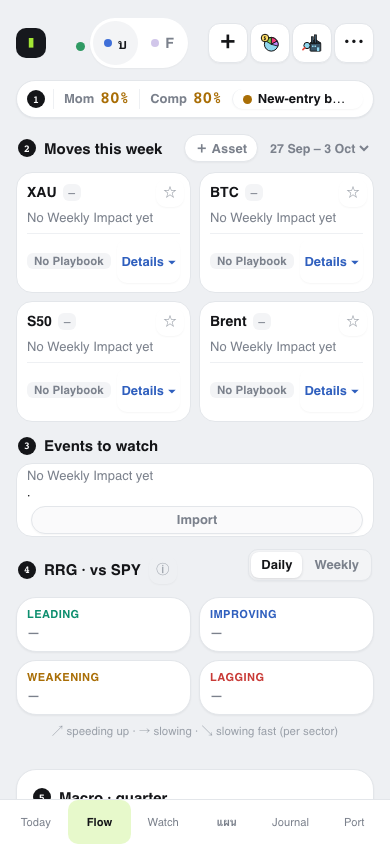 บ F + ...
1 Mom 80% Comp 80% New-entry b...
2 Moves this week + Asset 27 Sep – 3 Oct
XAU – ☆ BTC – ☆
No Weekly Impact yet No Weekly Impact yet
No Playbook Details No Playbook Details
S50 – ☆ Brent – ☆
No Weekly Impact yet No Weekly Impact yet
No Playbook Details No Playbook Details
3 Events to watch
No Weekly Impact yet
.
Import
4 RRG · vs SPY ⓘ Daily Weekly
LEADING IMPROVING
— —
WEAKENING LAGGING
— —
↗ speeding up · → slowing · ↘ slowing fast (per sector)
5 Macro · quarter
Today Flow Watch แผน Journal Port